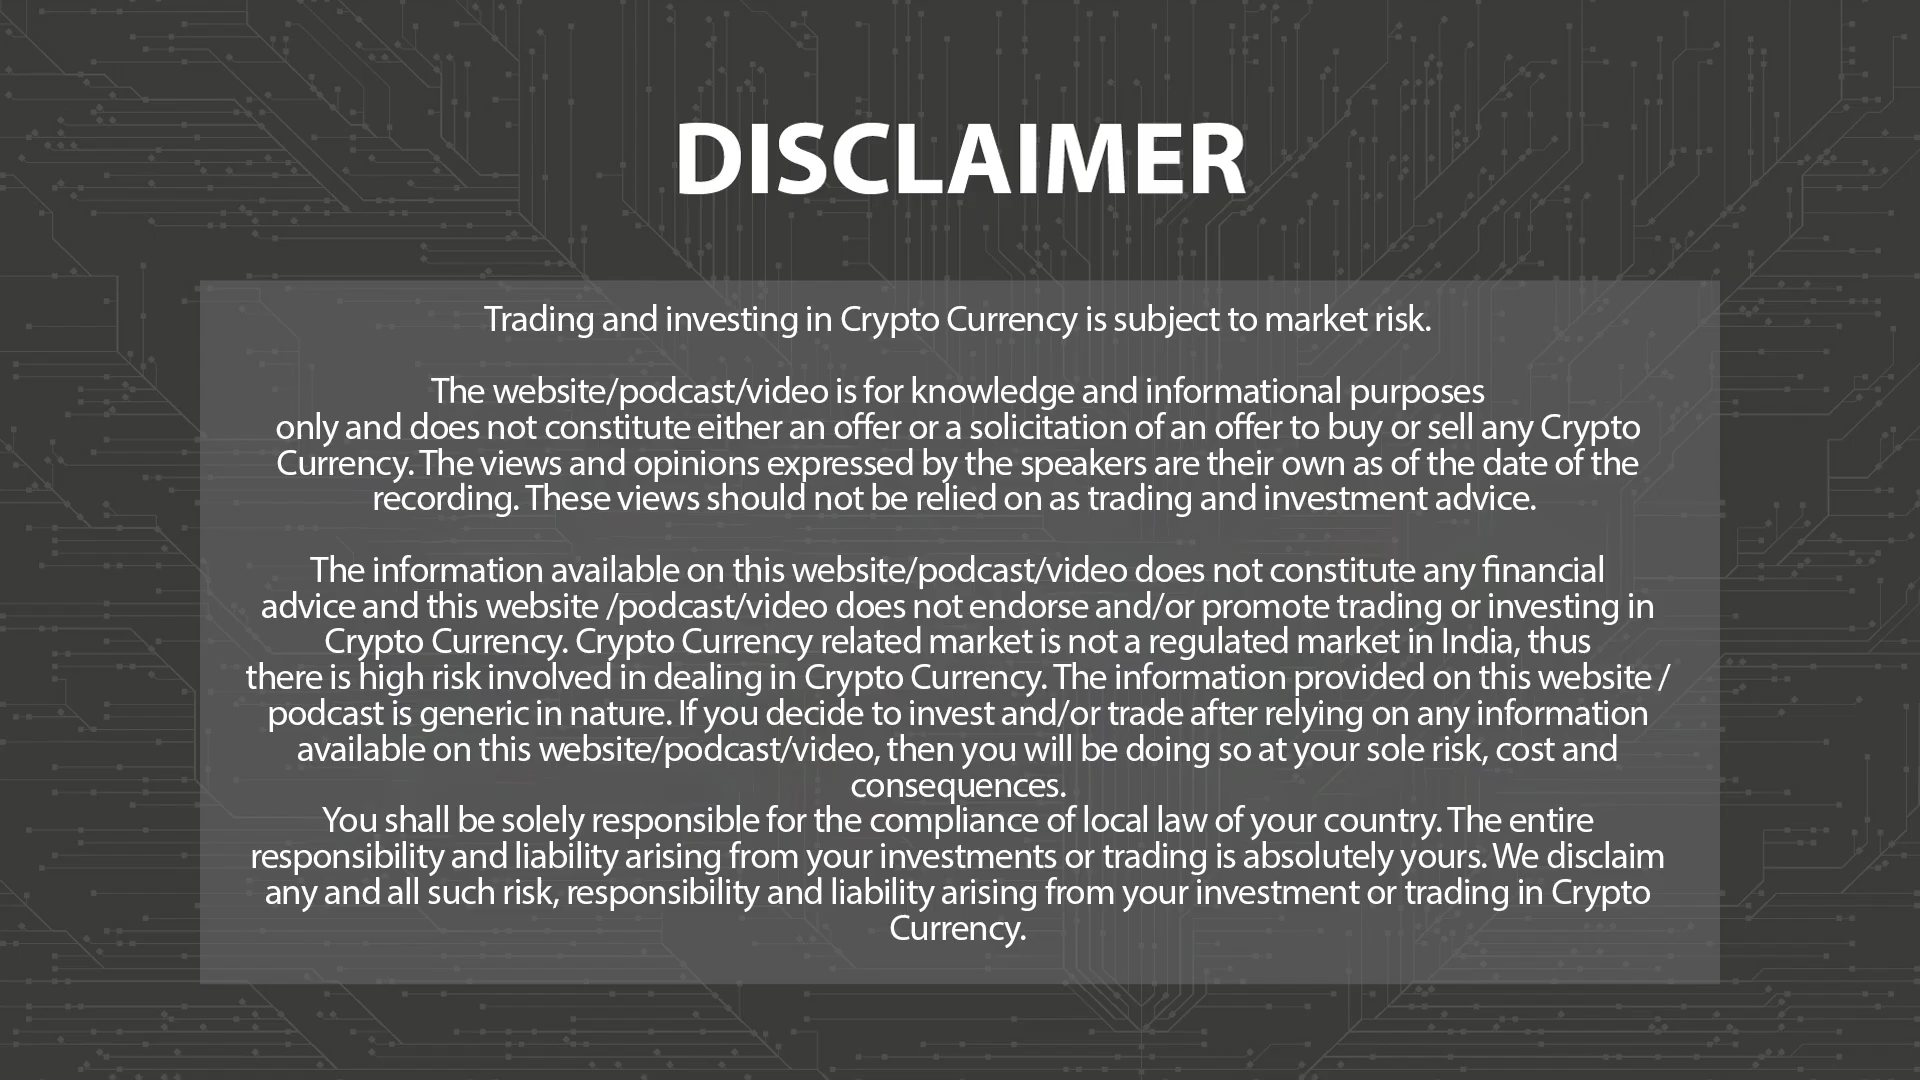 DISCLAIMER
Trading and investing in Crypto Currency is subject to market risk.
The website/podcast/video is for knowledge and informational purposes
only and does not constitute either an offer or a solicitation of an offer to buy or sell any Crypto
Currency. The views and opinions expressed by the speakers are their own as of the date of the
recording. These views should not be relied on as trading and investment advice.
The information available on this website/podcast/video does not constitute any financial
advice and this website /podcast/video does not endorse and/or promote trading or investing in
Crypto Currency. Crypto Currency related market is not a regulated market in India, thus
there is high risk involved in dealing in Crypto Currency. The information provided on this website /
podcast is generic in nature. If you decide to invest and/or trade after relying on any information
available on this website/podcast/video, then you will be doing so at your sole risk, cost and
consequences.
You shall be solely responsible for the compliance of local law of your country. The entire
responsibility and liability arising from your investments or trading is absolutely yours. We disclaim
any and all such risk, responsibility and liability arising from your investment or trading in Crypto
Currency.